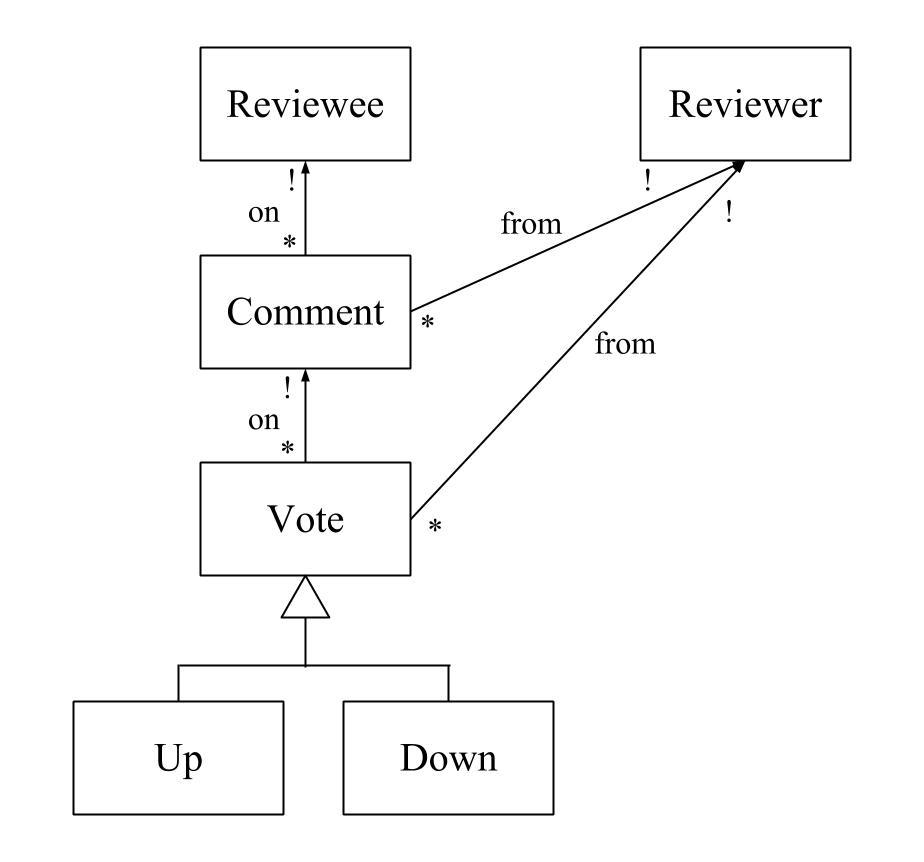 Reviewee
Reviewer
!
!
on
from
!
*
Comment
*
!
from
on
*
Vote
*
Up
Down